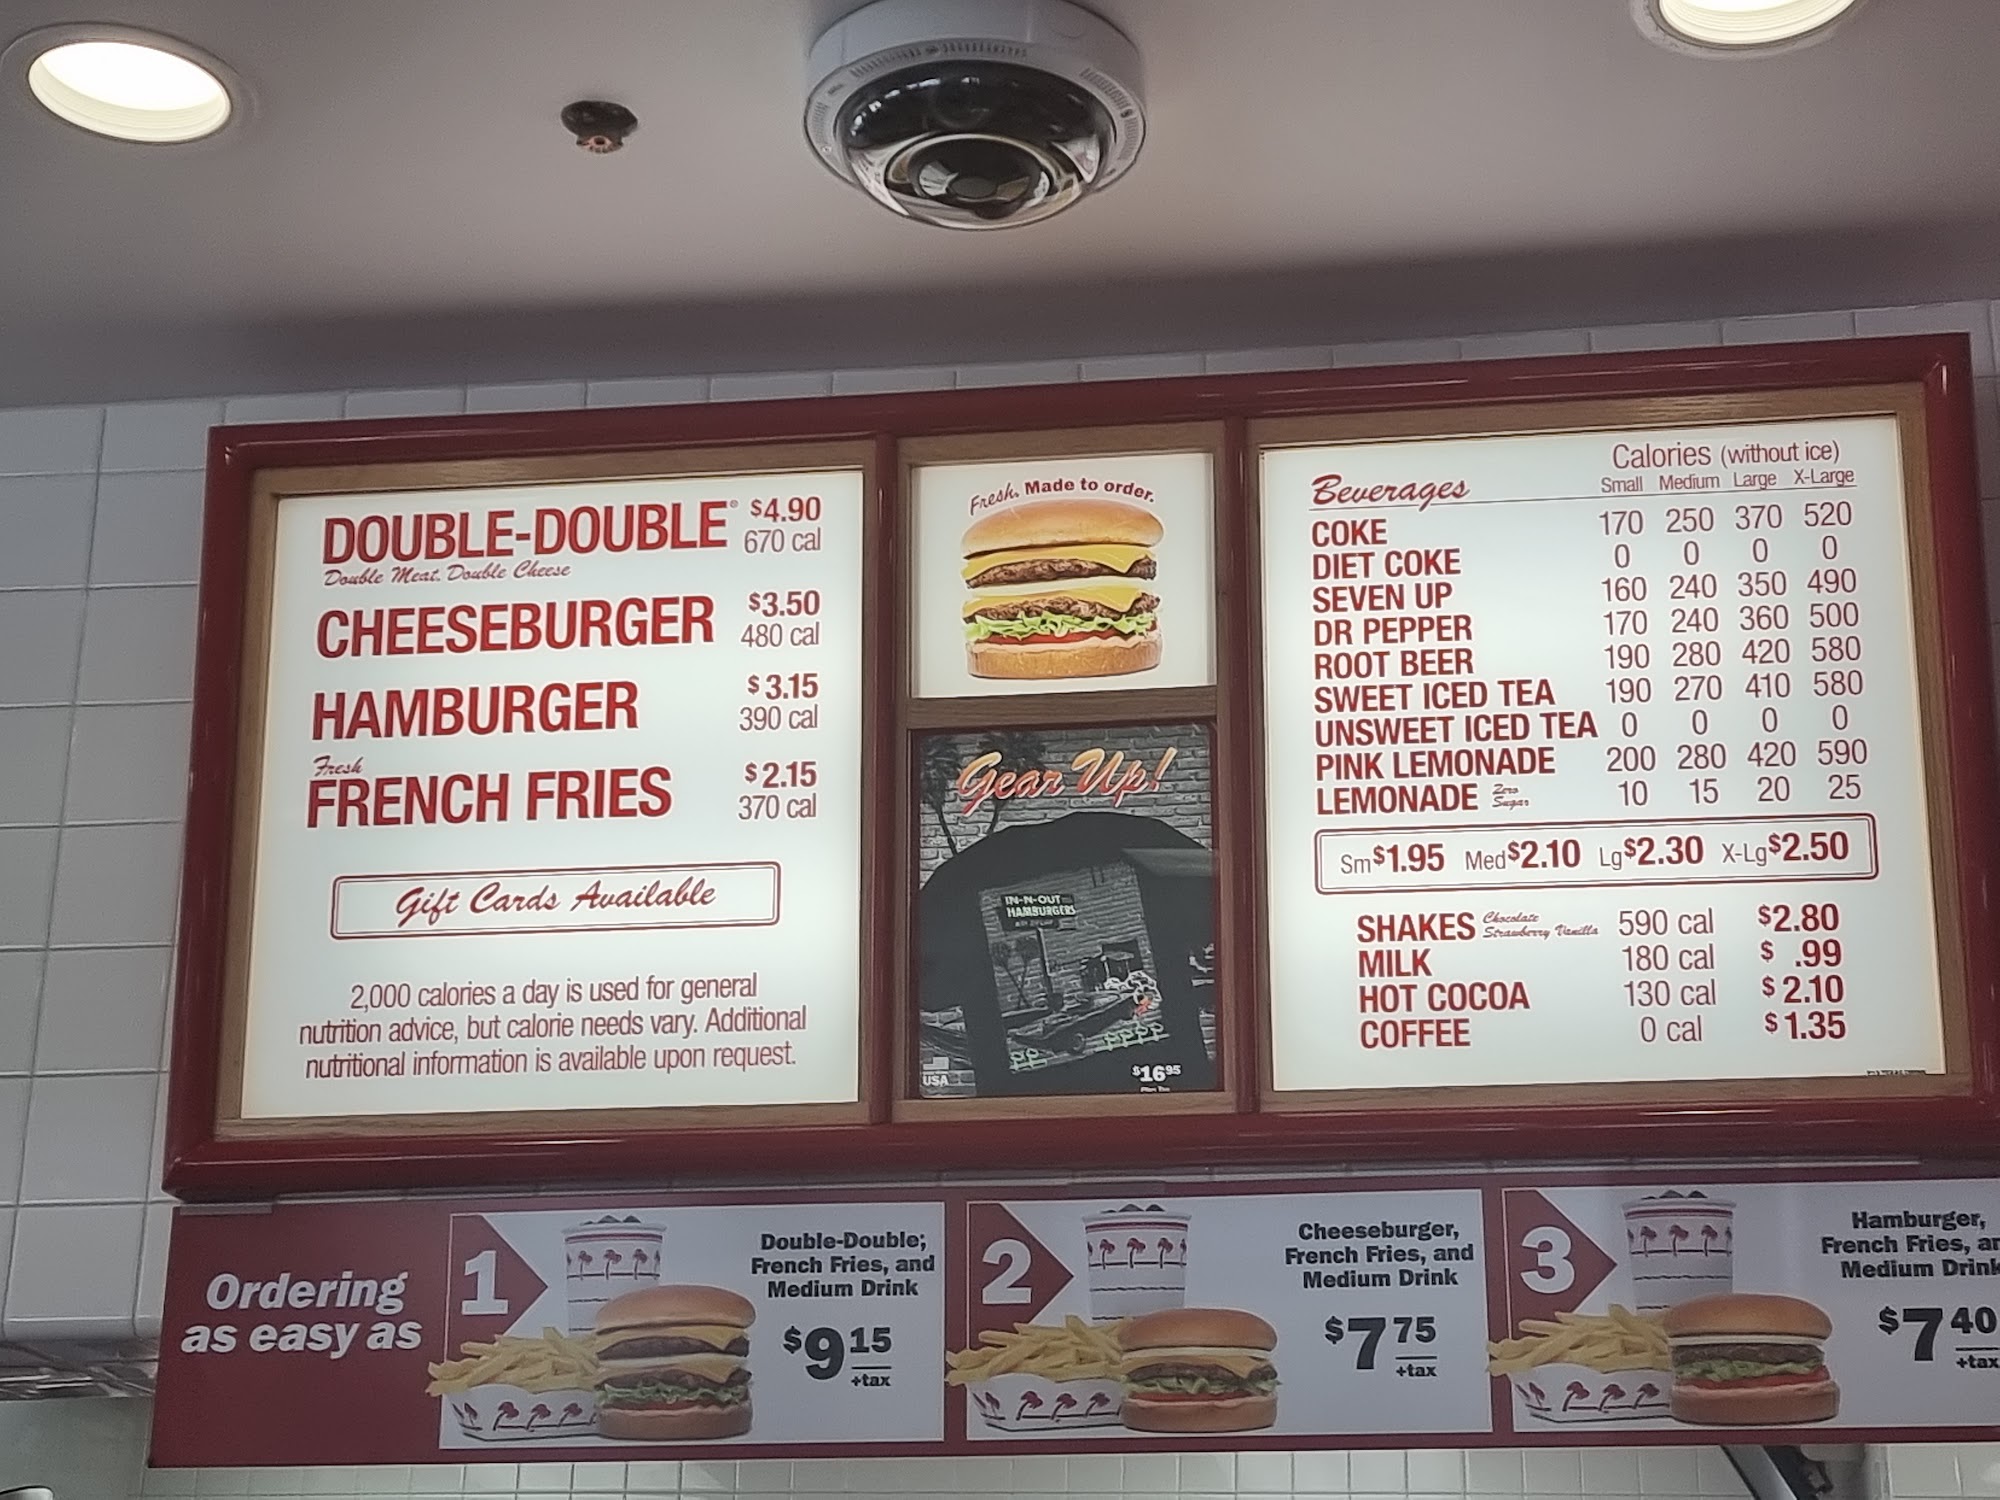 DOUBLE-DOUBLE® $4.90
670 cal
Double Meat. Double Cheese
CHEESEBURGER $3.50
480 cal
HAMBURGER $3.15
390 cal
Fresh
FRENCH FRIES $2.15
370 cal
Gift Cards Available
2,000 calories a day is used for general
nutrition advice, but calorie needs vary. Additional
nutritional information is available upon request.
Fresh. Made to order.
Gear Up!
IN-N-OUT
HAMBURGERS
USA
$16 95
Plus Tax
Calories (without ice)
Beverages Small Medium Large X-Large
COKE 170 250 370 520
DIET COKE 0 0 0 0
SEVEN UP 160 240 350 490
DR PEPPER 170 240 360 500
ROOT BEER 190 280 420 580
SWEET ICED TEA 190 270 410 580
UNSWEET ICED TEA 0 0 0 0
PINK LEMONADE 200 280 420 590
LEMONADE Zero Sugar 10 15 20 25
Sm $1.95 Med $2.10 Lg $2.30 X-Lg $2.50
SHAKES Chocolate Strawberry Vanilla 590 cal $2.80
MILK 180 cal $ .99
HOT COCOA 130 cal $2.10
COFFEE 0 cal $1.35
Ordering
as easy as
1
Double-Double,
French Fries, and
Medium Drink
$9 15
+tax
2
Cheeseburger,
French Fries, and
Medium Drink
$7 75
+tax
3
Hamburger,
French Fries, an
Medium Drink
$7 40
+tax